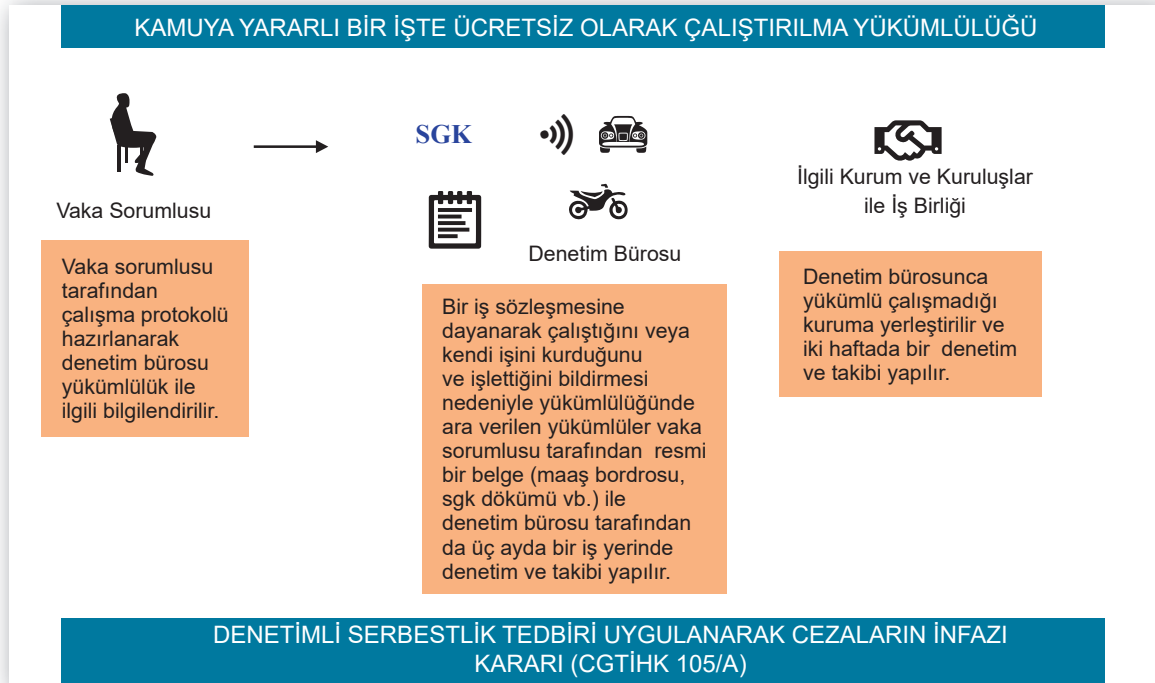 KAMUYA YARARLI BİR İŞTE ÜCRETSİZ OLARAK ÇALIŞTIRILMA YÜKÜMLÜLÜĞÜ
Vaka Sorumlusu
Vaka sorumlusu
tarafından
çalışma protokolü
hazırlanarak
denetim bürosu
yükümlülük ile
ilgili bilgilendirilir.
SGK
Denetim Bürosu
Bir iş sözleşmesine
dayanarak çalıştığını veya
kendi işini kurduğunu
ve işlettiğini bildirmesi
nedeniyle yükümlülüğünde
ara verilen yükümlüler vaka
sorumlusu tarafından resmi
bir belge (maaş bordrosu,
sgk dökümü vb.) ile
denetim bürosu tarafından
da üç ayda bir iş yerinde
denetim ve takibi yapılır.
İlgili Kurum ve Kuruluşlar
ile İş Birliği
Denetim bürosunca
yükümlü çalışmadığı
kuruma yerleştirilir ve
iki haftada bir denetim
ve takibi yapılır.
DENETİMLİ SERBESTLİK TEDBİRİ UYGULANARAK CEZALARIN İNFAZI
KARARI (CGTİHK 105/A)